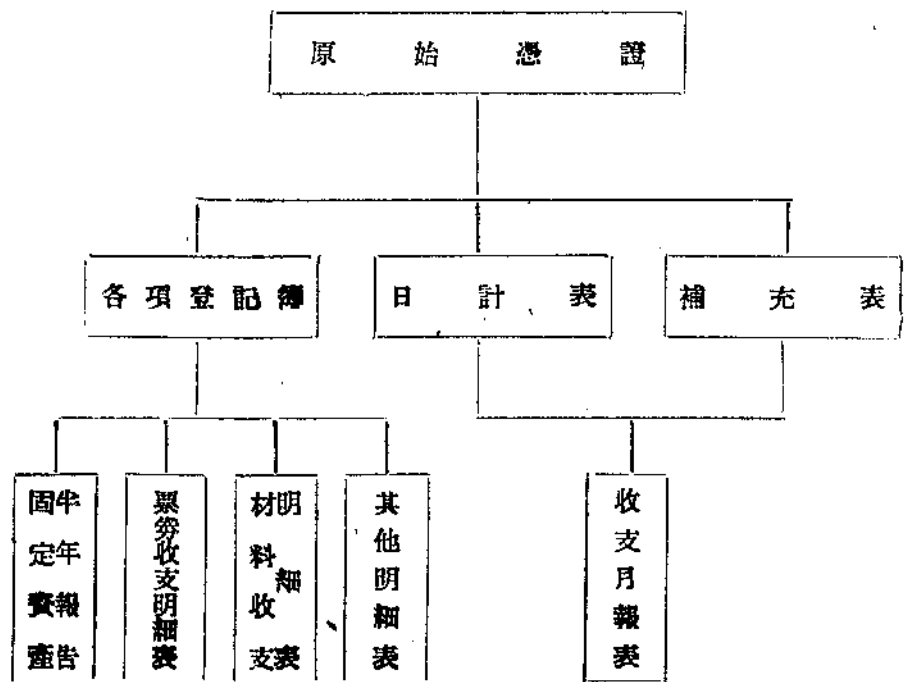 原始憑證
各項登記簿
日計表
補充表
固定資產
半年報告
票券收支明細表
材料收支
明細表
其他明細表
收支月報表